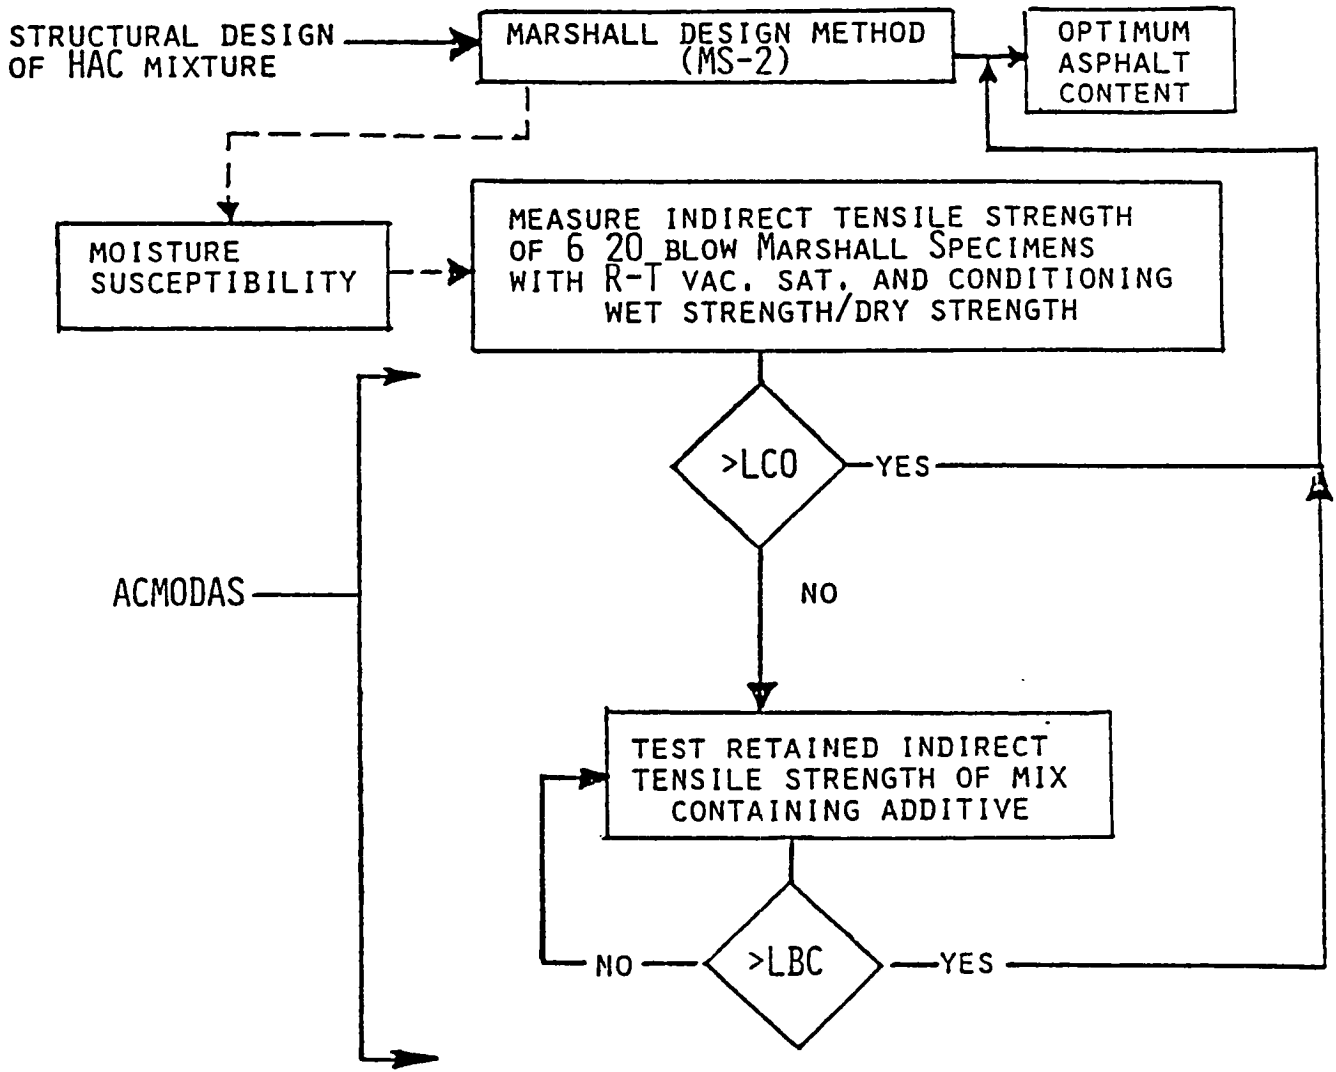 STRUCTURAL DESIGN
OF HAC MIXTURE
MARSHALL DESIGN METHOD
(MS-2)
OPTIMUM
ASPHALT
CONTENT
MOISTURE
SUSCEPTIBILITY
MEASURE INDIRECT TENSILE STRENGTH
OF 6 20 BLOW MARSHALL SPECIMENS
WITH R-T VAC. SAT. AND CONDITIONING
WET STRENGTH/DRY STRENGTH
>LCO
YES
ACMODAS
NO
TEST RETAINED INDIRECT
TENSILE STRENGTH OF MIX
CONTAINING ADDITIVE
NO
>LBC
YES